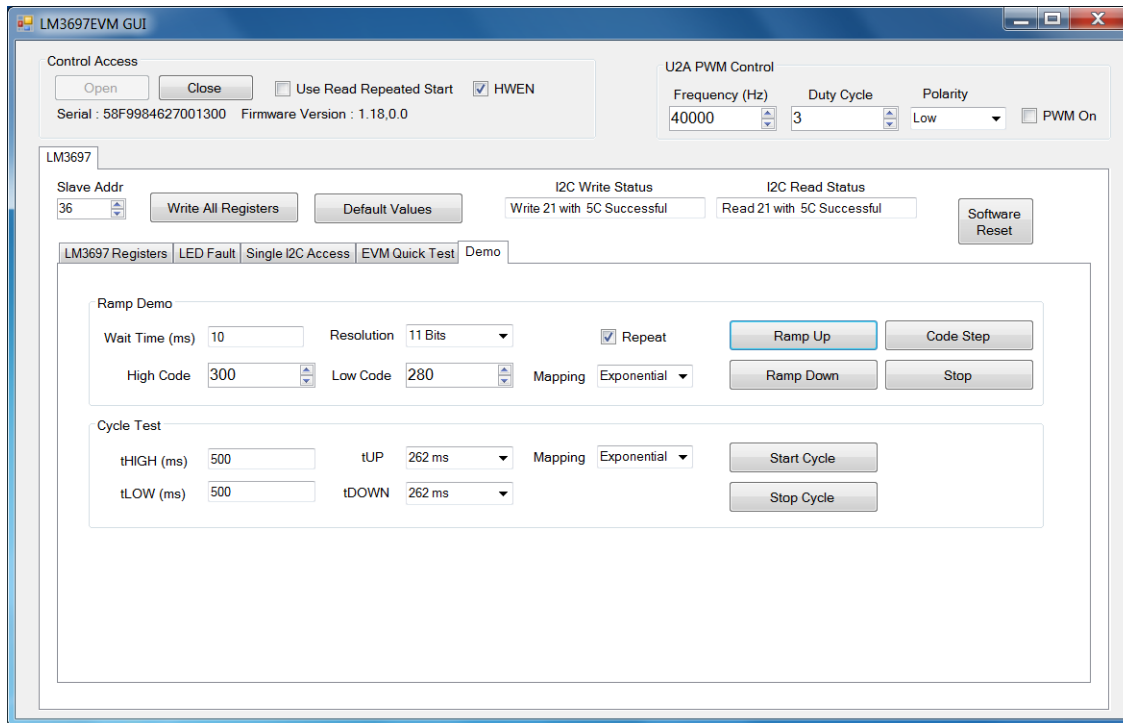 LM3697EVM GUI
Control Access
Open Close Use Read Repeated Start HWEN
Serial : 58F9984627001300 Firmware Version : 1.18,0.0
U2A PWM Control
Frequency (Hz) Duty Cycle Polarity
40000 3 Low PWM On
LM3697
Slave Addr I2C Write Status I2C Read Status
36 Write All Registers Default Values Write 21 with 5C Successful Read 21 with 5C Successful
Software
Reset
LM3697 Registers LED Fault Single I2C Access EVM Quick Test Demo
Ramp Demo
Wait Time (ms) 10 Resolution 11 Bits Repeat Ramp Up Code Step
High Code 300 Low Code 280 Mapping Exponential Ramp Down Stop
Cycle Test
tHIGH (ms) 500 tUP 262 ms Mapping Exponential Start Cycle
tLOW (ms) 500 tDOWN 262 ms Stop Cycle